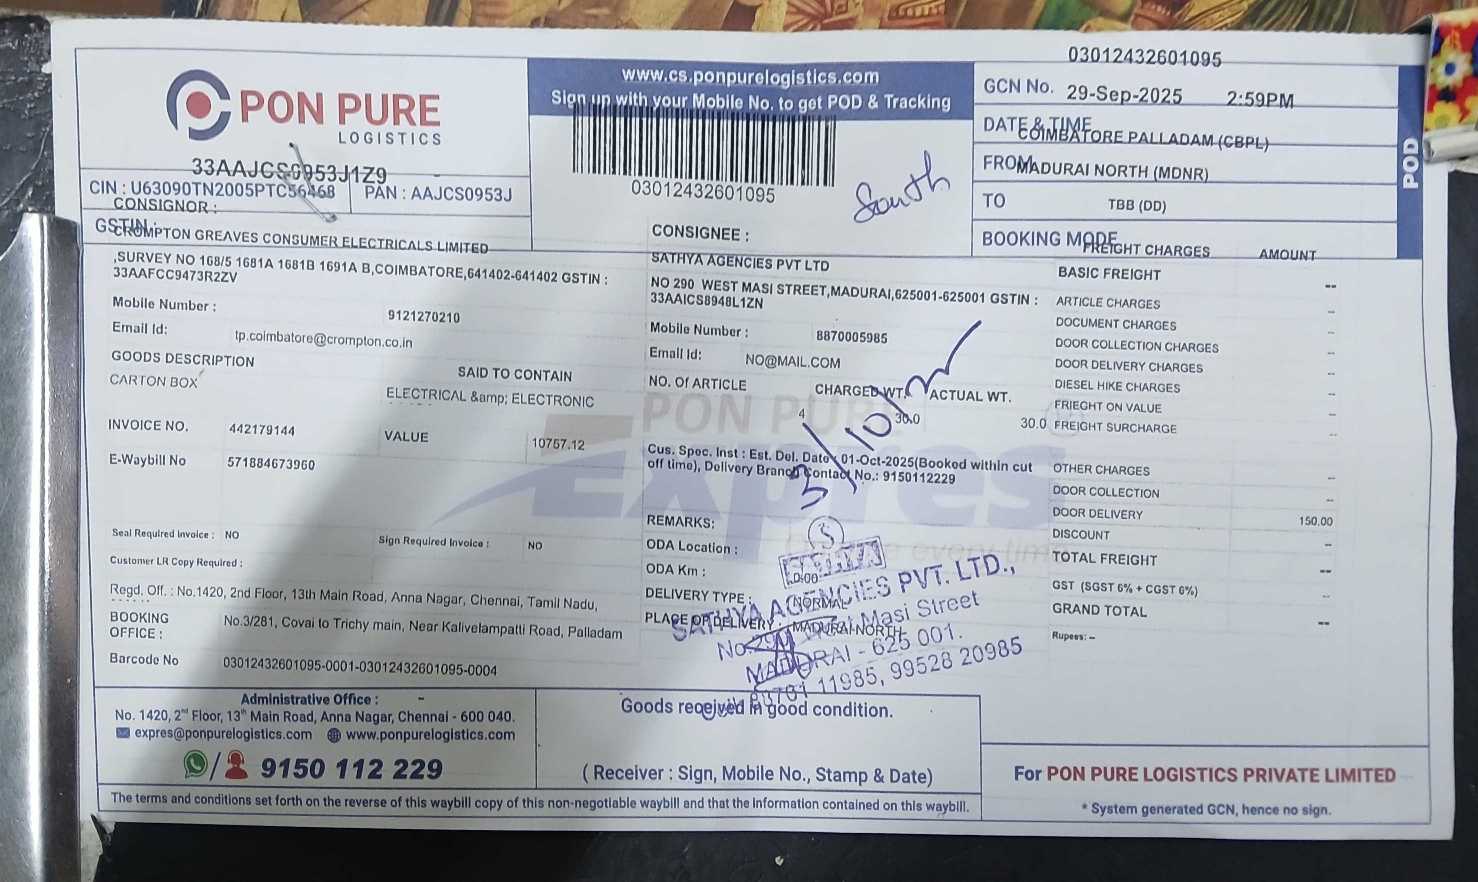 03012432601095
www.cs.ponpurelogistics.com
Sign up with your Mobile No. to get POD & Tracking
PON PURE
LOGISTICS
33AAJCS0953J1Z9
CIN : U63090TN2005PTC56468
PAN : AAJCS0953J
03012432601095
South
GCN No.
29-Sep-2025 2:59PM
DATE & TIME
COIMBATORE PALLADAM (CBPL)
FROM
MADURAI NORTH (MDNR)
TO
TBB (DD)
BOOKING MODE
POD
CONSIGNOR :
GSTIN :
CROMPTON GREAVES CONSUMER ELECTRICALS LIMITED
,SURVEY NO 168/5 1681A 1681B 1691A B,COIMBATORE,641402-641402 GSTIN :
33AAFCC9473R2ZV
Mobile Number : 9121270210
Email Id: tp.coimbatore@crompton.co.in
GOODS DESCRIPTION SAID TO CONTAIN
CARTON BOX ELECTRICAL &amp; ELECTRONIC
INVOICE NO. 442179144 VALUE 10757.12
E-Waybill No 571884673960
Seal Required Invoice : NO Sign Required Invoice : NO
Customer LR Copy Required :
Regd. Off. : No.1420, 2nd Floor, 13th Main Road, Anna Nagar, Chennai, Tamil Nadu,
BOOKING OFFICE : No.3/281, Covai to Trichy main, Near Kalivelampatti Road, Palladam
Barcode No 03012432601095-0001-03012432601095-0004
CONSIGNEE :
SATHYA AGENCIES PVT LTD
NO 290 WEST MASI STREET,MADURAI,625001-625001 GSTIN :
33AAICS8948L1ZN
Mobile Number : 8870005985
Email Id: NO@MAIL.COM
NO. Of ARTICLE CHARGED WT. ACTUAL WT.
4 30.0 30.0
PON PURE
Expres
Cus. Spec. Inst : Est. Del. Date : 01-Oct-2025(Booked within cut
off time), Delivery Branch Contact No.: 9150112229
REMARKS:
ODA Location :
ODA Km : 0.00
DELIVERY TYPE : NORMAL
PLACE OF DELIVERY : MADURAI NORTH
S
SATHYA AGENCIES PVT. LTD.,
Masi Street
MADURAI - 625 001.
11985, 99528 20985
FREIGHT CHARGES AMOUNT
BASIC FREIGHT --
ARTICLE CHARGES --
DOCUMENT CHARGES --
DOOR COLLECTION CHARGES --
DOOR DELIVERY CHARGES --
DIESEL HIKE CHARGES --
FRIEGHT ON VALUE --
FREIGHT SURCHARGE --
OTHER CHARGES --
DOOR COLLECTION --
DOOR DELIVERY 150.00
DISCOUNT --
TOTAL FREIGHT --
GST (SGST 6% + CGST 6%) --
GRAND TOTAL --
Rupees: --
Administrative Office : -
No. 1420, 2nd Floor, 13th Main Road, Anna Nagar, Chennai - 600 040.
expres@ponpurelogistics.com www.ponpurelogistics.com
/ 9150 112 229
Goods received in good condition.
( Receiver : Sign, Mobile No., Stamp & Date)
For PON PURE LOGISTICS PRIVATE LIMITED
* System generated GCN, hence no sign.
The terms and conditions set forth on the reverse of this waybill copy of this non-negotiable waybill and that the information contained on this waybill.